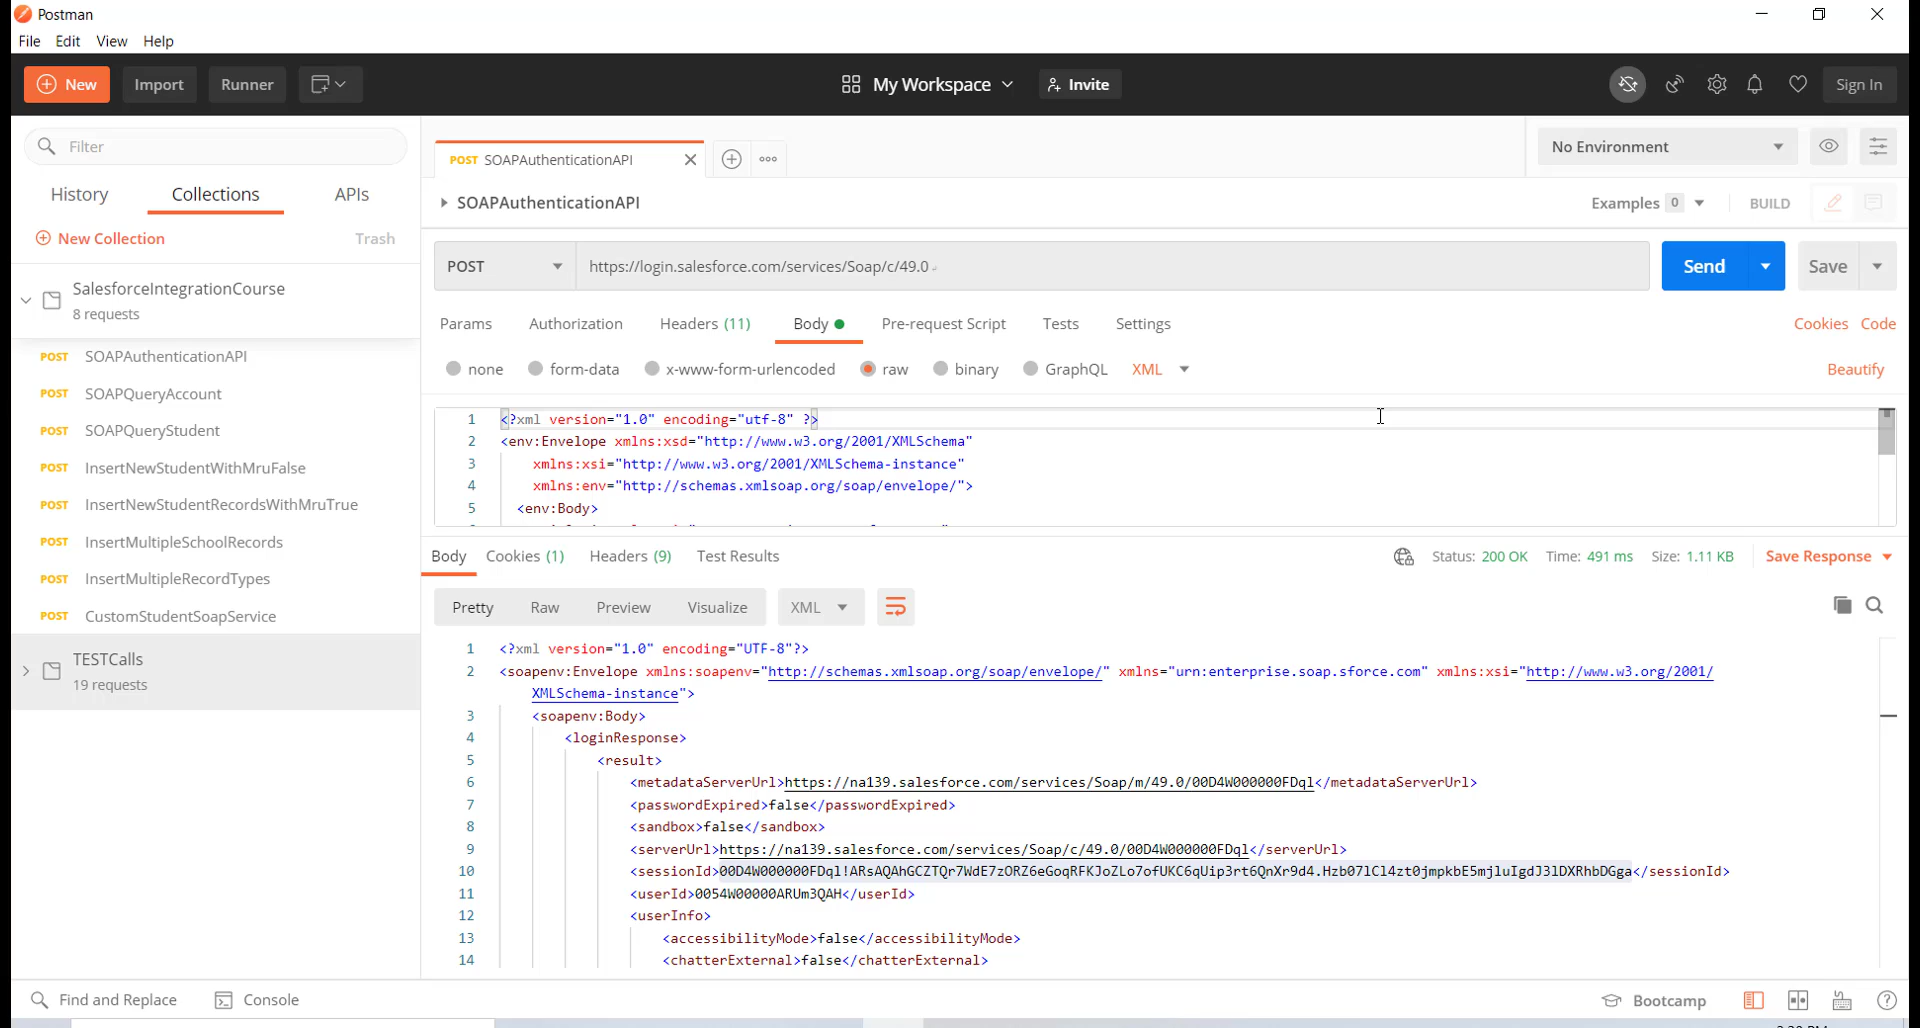 Postman
File Edit View Help
New Import Runner My Workspace Invite Sign In
Filter
History Collections APIs
New Collection Trash
SalesforceIntegrationCourse
8 requests
POST SOAPAuthenticationAPI
POST SOAPQueryAccount
POST SOAPQueryStudent
POST InsertNewStudentWithMruFalse
POST InsertNewStudentRecordsWithMruTrue
POST InsertMultipleSchoolRecords
POST InsertMultipleRecordTypes
POST CustomStudentSoapService
TESTCalls
19 requests
POST SOAPAuthenticationAPI
No Environment
SOAPAuthenticationAPI
Examples 0 BUILD
POST https://login.salesforce.com/services/Soap/c/49.0 Send Save
Params Authorization Headers (11) Body Pre-request Script Tests Settings Cookies Code
none form-data x-www-form-urlencoded raw binary GraphQL XML Beautify
1 <?xml version="1.0" encoding="utf-8" ?>
2 <env:Envelope xmlns:xsd="http://www.w3.org/2001/XMLSchema"
3 xmlns:xsi="http://www.w3.org/2001/XMLSchema-instance"
4 xmlns:env="http://schemas.xmlsoap.org/soap/envelope/">
5 <env:Body>
Body Cookies (1) Headers (9) Test Results Status: 200 OK Time: 491 ms Size: 1.11 KB Save Response
Pretty Raw Preview Visualize XML
1 <?xml version="1.0" encoding="UTF-8"?>
2 <soapenv:Envelope xmlns:soapenv="http://schemas.xmlsoap.org/soap/envelope/" xmlns="urn:enterprise.soap.sforce.com" xmlns:xsi="http://www.w3.org/2001/
XMLSchema-instance">
3 <soapenv:Body>
4 <loginResponse>
5 <result>
6 <metadataServerUrl>https://na139.salesforce.com/services/Soap/m/49.0/00D4W000000FDql</metadataServerUrl>
7 <passwordExpired>false</passwordExpired>
8 <sandbox>false</sandbox>
9 <serverUrl>https://na139.salesforce.com/services/Soap/c/49.0/00D4W000000FDql</serverUrl>
10 <sessionId>00D4W000000FDql!ARsAQAhGCZTQr7WdE7zORZ6eGoqRFKJoZLo7ofUKC6qUip3rt6QnXr9d4.Hzb07lCl4zt0jmpkbE5mjluIgdJ3lDXRhbDGga</sessionId>
11 <userId>0054W00000ARUm3QAH</userId>
12 <userInfo>
13 <accessibilityMode>false</accessibilityMode>
14 <chatterExternal>false</chatterExternal>
Find and Replace Console Bootcamp